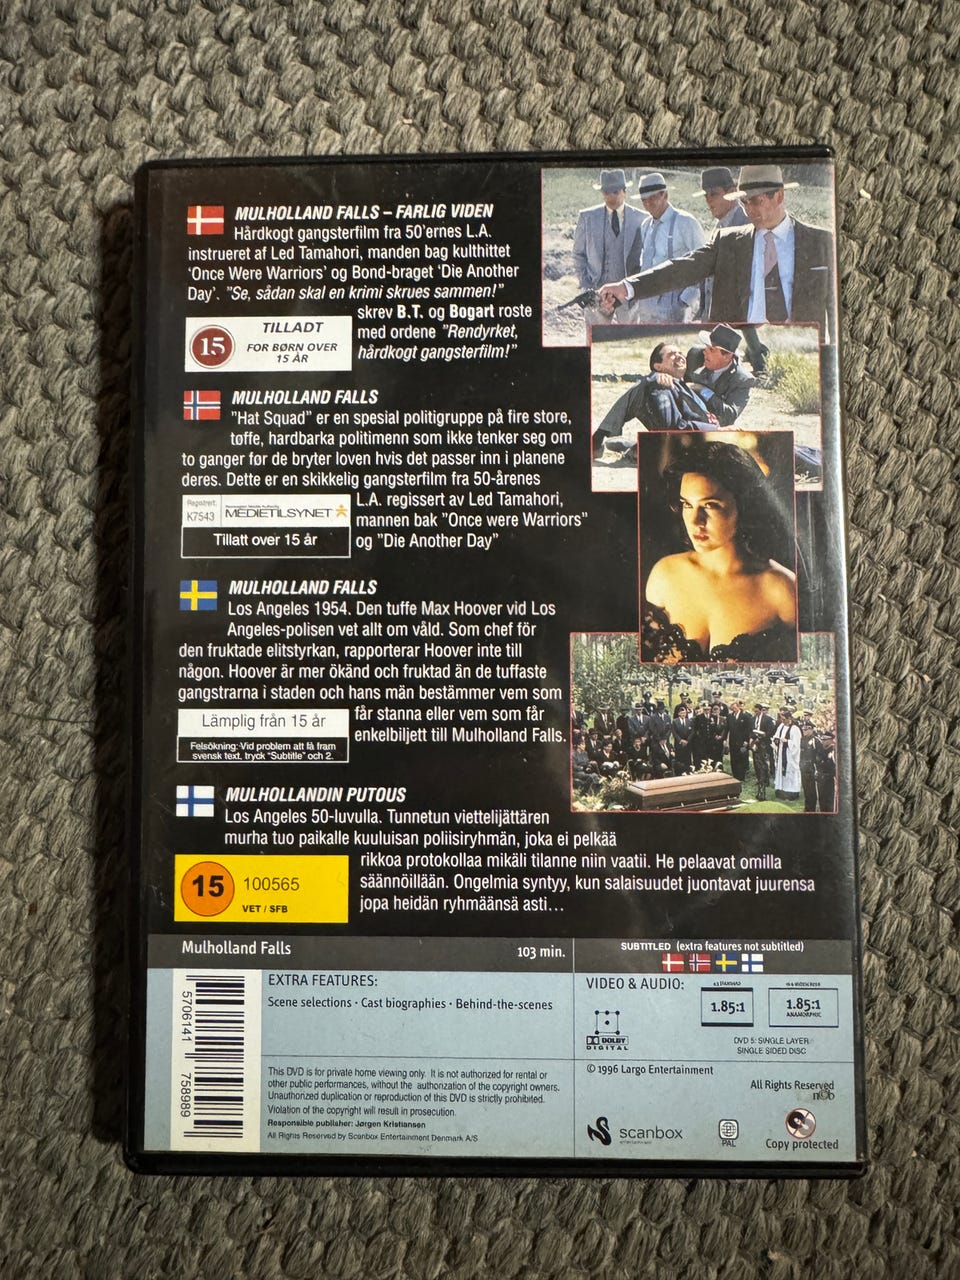 MULHOLLAND FALLS – FARLIG VIDEN
Hårdkogt gangsterfilm fra 50'ernes L.A.
instrueret af Led Tamahori, manden bag kulthittet
‘Once Were Warriors’ og Bond-braget ‘Die Another
Day’. ”Se, sådan skal en krimi skrues sammen!”
skrev B.T. og Bogart roste
med ordene ”Rendyrket,
hårdkogt gangsterfilm!”
15
TILLADT
FOR BØRN OVER
15 ÅR
MULHOLLAND FALLS
”Hat Squad” er en spesial politigruppe på fire store,
tøffe, hardbarka politimenn som ikke tenker seg om
to ganger før de bryter loven hvis det passer inn i planene
deres. Dette er en skikkelig gangsterfilm fra 50-årenes
L.A. regissert av Led Tamahori,
mannen bak ”Once were Warriors”
og ”Die Another Day”
Registrert:
K7543
MEDIETILSYNET
Tillatt over 15 år
MULHOLLAND FALLS
Los Angeles 1954. Den tuffe Max Hoover vid Los
Angeles-polisen vet allt om våld. Som chef för
den fruktade elitstyrkan, rapporterar Hoover inte till
någon. Hoover är mer ökänd och fruktad än de tuffaste
gangstrarna i staden och hans män bestämmer vem som
får stanna eller vem som får
enkelbiljett till Mulholland Falls.
Lämplig från 15 år
Felsökning: Vid problem att få fram
svensk text, tryck “Subtitle” och 2.
MULHOLLANDIN PUTOUS
Los Angeles 50-luvulla. Tunnetun viettelijättären
murha tuo paikalle kuuluisan poliisiryhmän, joka ei pelkää
rikkoa protokollaa mikäli tilanne niin vaatii. He pelaavat omilla
säännöillään. Ongelmia syntyy, kun salaisuudet juontavat juurensa
jopa heidän ryhmäänsä asti…
15
100565
VET / SFB
Mulholland Falls
103 min.
SUBTITLED (extra features not subtitled)
EXTRA FEATURES:
Scene selections · Cast biographies · Behind-the-scenes
VIDEO & AUDIO:
1.85:1
1.85:1
ANAMORPHIC
DOLBY
DIGITAL
DVD 5: SINGLE LAYER
SINGLE SIDED DISC
5706141 758989
This DVD is for private home viewing only. It is not authorized for rental or
other public performances, without the authorization of the copyright owners.
Unauthorized duplication or reproduction of this DVD is strictly prohibited.
Violation of the copyright will result in prosecution.
Responsible publisher: Jørgen Kristiansen
All Rights Reserved by Scanbox Entertainment Denmark A/S
© 1996 Largo Entertainment
All Rights Reserved
ncb
scanbox
entertainment
PAL
Copy protected